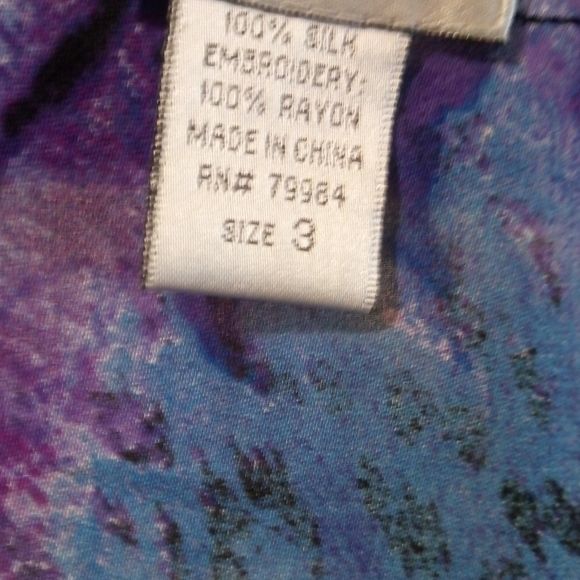 100% SILK
EMBROIDERY:
100% RAYON
MADE IN CHINA
RN# 79984
SIZE 3